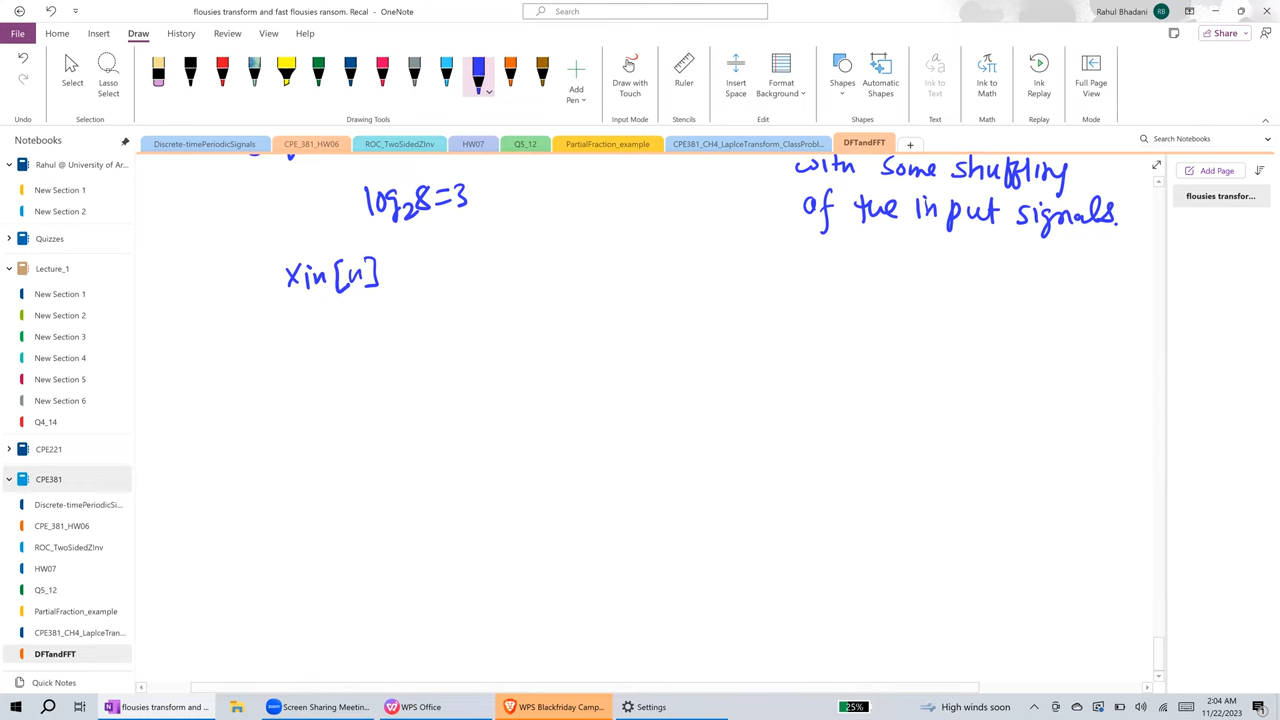 flousies transform and fast flousies ransom. Recal - OneNote
Search
Rahul Bhadani
RB
File
Home
Insert
Draw
History
Review
View
Help
Share
Select
Lasso Select
Add Pen
Draw with Touch
Ruler
Insert Space
Format Background
Shapes
Automatic Shapes
Ink to Text
Ink to Math
Ink Replay
Full Page View
Undo
Selection
Drawing Tools
Input Mode
Stencils
Edit
Shapes
Text
Math
Replay
Mode
Notebooks
Discrete-timePeriodicSignals
CPE_381_HW06
ROC_TwoSidedZInv
HW07
Q5_12
PartialFraction_example
CPE381_CH4_LaplceTransform_ClassProbl...
DFTandFFT
Search Notebooks
Rahul @ University of Ar...
New Section 1
New Section 2
Quizzes
Lecture_1
New Section 1
New Section 2
New Section 3
New Section 4
New Section 5
New Section 6
Q4_14
CPE221
CPE381
Discrete-timePeriodicSi...
CPE_381_HW06
ROC_TwoSidedZInv
HW07
Q5_12
PartialFraction_example
CPE381_CH4_LaplceTran...
DFTandFFT
Quick Notes
with some shuffling
of the input signals.
log₂8=3
Xin[n]
Add Page
flousies transfor...
flousies transform and ...
Screen Sharing Meetin...
WPS Office
WPS Blackfriday Camp...
Settings
25%
High winds soon
2:04 AM
11/22/2023